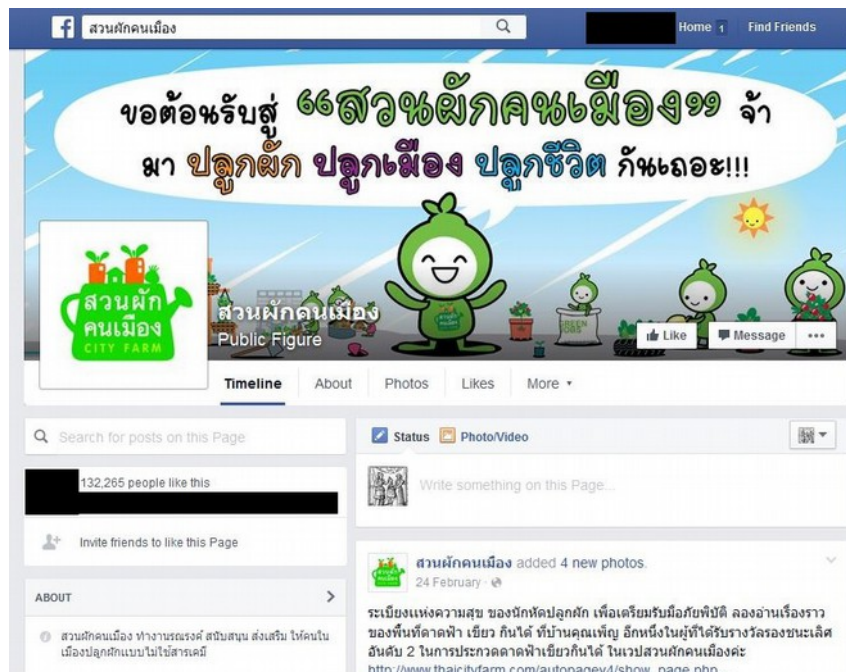 สวนผักคนเมือง
Home 1 Find Friends
ขอต้อนรับสู่ “สวนผักคนเมือง” จ้า
มา ปลูกผัก ปลูกเมือง ปลูกชีวิต กันเถอะ!!!
สวนผัก
คนเมือง
CITY FARM
สวนผักคนเมือง
Public Figure
GREEN
Like Message
Timeline About Photos Likes More
Search for posts on this Page
132,265 people like this
Invite friends to like this Page
ABOUT
สวนผักคนเมือง ทำงานรณรงค์ สนับสนุน ส่งเสริม ให้คนใน
เมืองปลูกผักแบบไม่ใช้สารเคมี
Status Photo/Video
Write something on this Page...
สวนผักคนเมือง added 4 new photos.
24 February
ระเบียงแห่งความสุข ของนักหัดปลูกผัก เพื่อเตรียมรับมือภัยพิบัติ ลองอ่านเรื่องราว
ของพื้นที่ดาดฟ้า เขียว กินได้ ที่บ้านคุณเพ็ญ อีกหนึ่งในผู้ที่ได้รับรางวัลรองชนะเลิศ
อันดับ 2 ในการประกวดดาดฟ้าเขียวกินได้ ในเวปสวนผักคนเมืองค่ะ
http://www.thaicityfarm.com/autopagev4/show_page.php